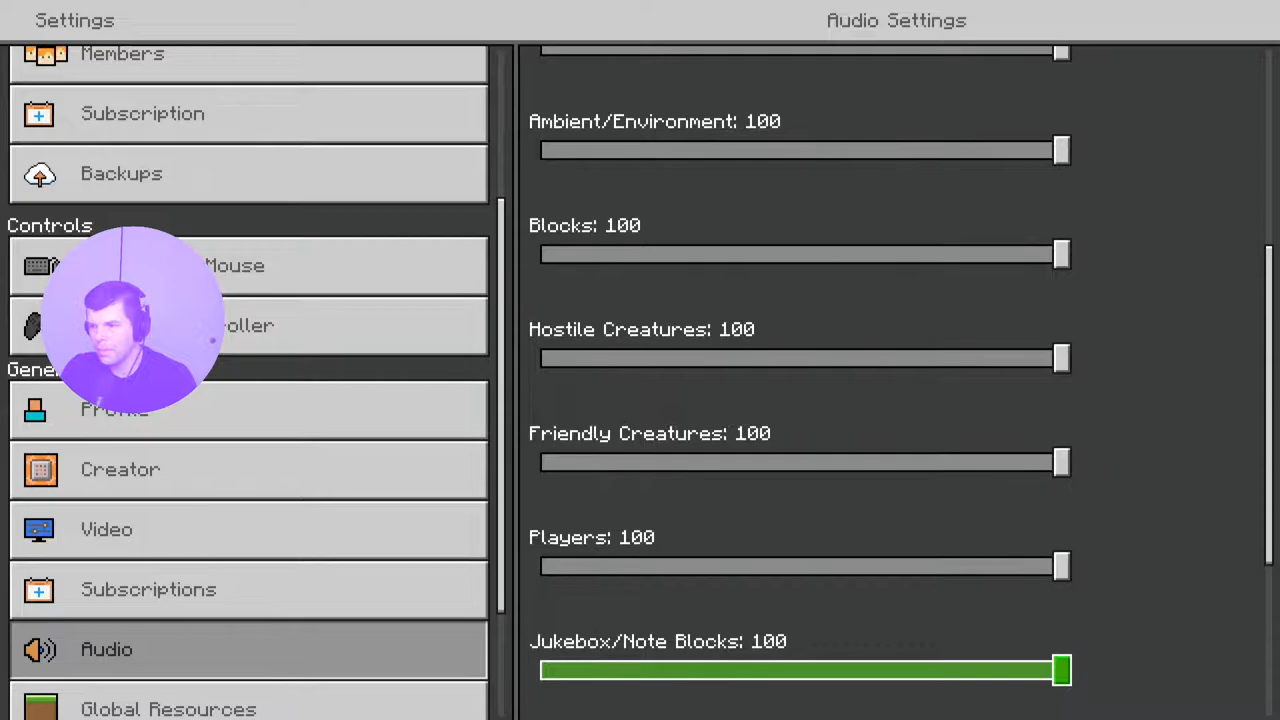 Settings
Audio Settings
Members
Subscription
Backups
Controls
Mouse
Creator
Video
Subscriptions
Audio
Global Resources
Ambient/Environment: 100
Blocks: 100
Hostile Creatures: 100
Friendly Creatures: 100
Players: 100
Jukebox/Note Blocks: 100